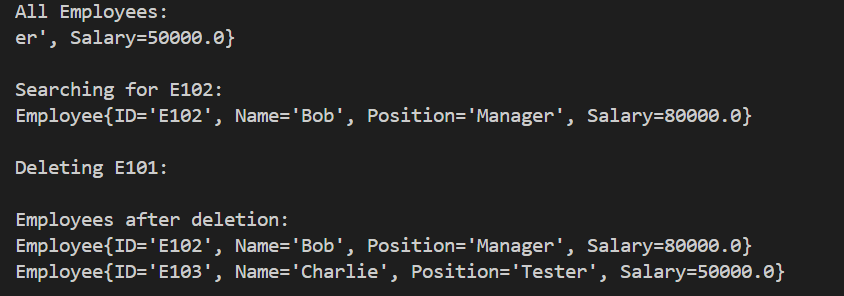 All Employees:
er', Salary=50000.0}
Searching for E102:
Employee{ID='E102', Name='Bob', Position='Manager', Salary=80000.0}
Deleting E101:
Employees after deletion:
Employee{ID='E102', Name='Bob', Position='Manager', Salary=80000.0}
Employee{ID='E103', Name='Charlie', Position='Tester', Salary=50000.0}